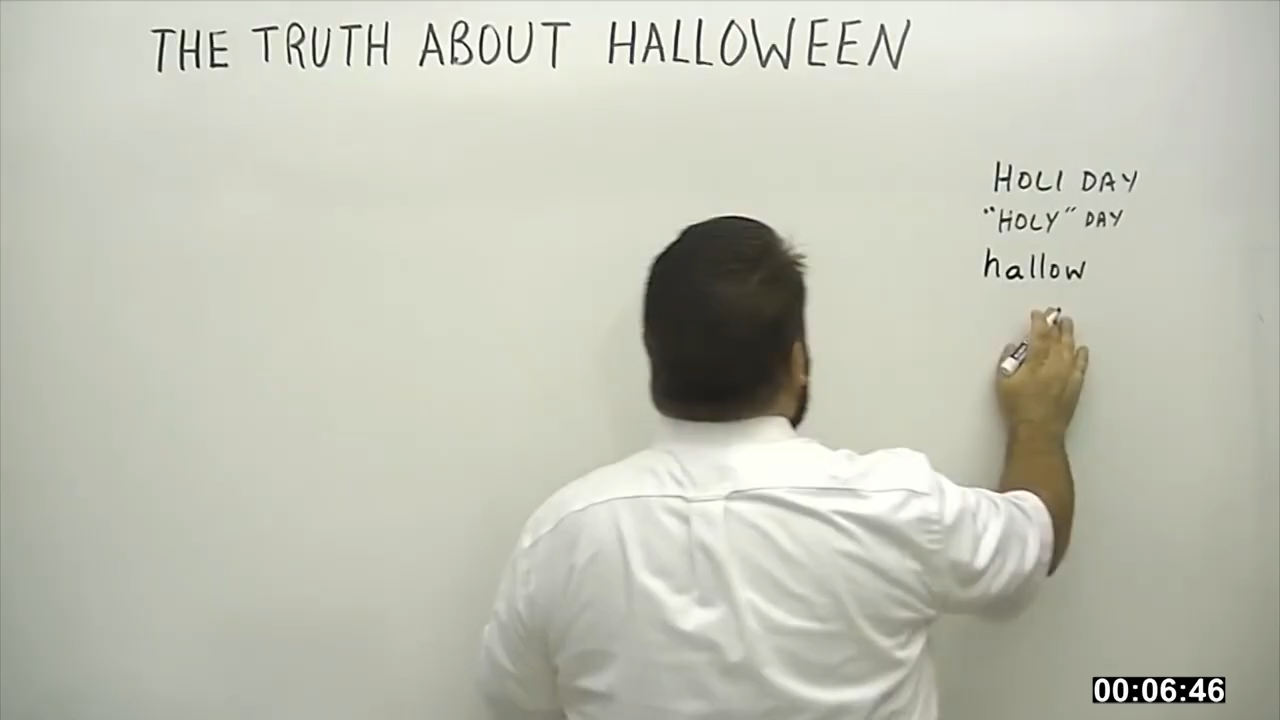 THE TRUTH ABOUT HALLOWEEN
HOLI DAY
"HOLY" DAY
hallow
00:06:46